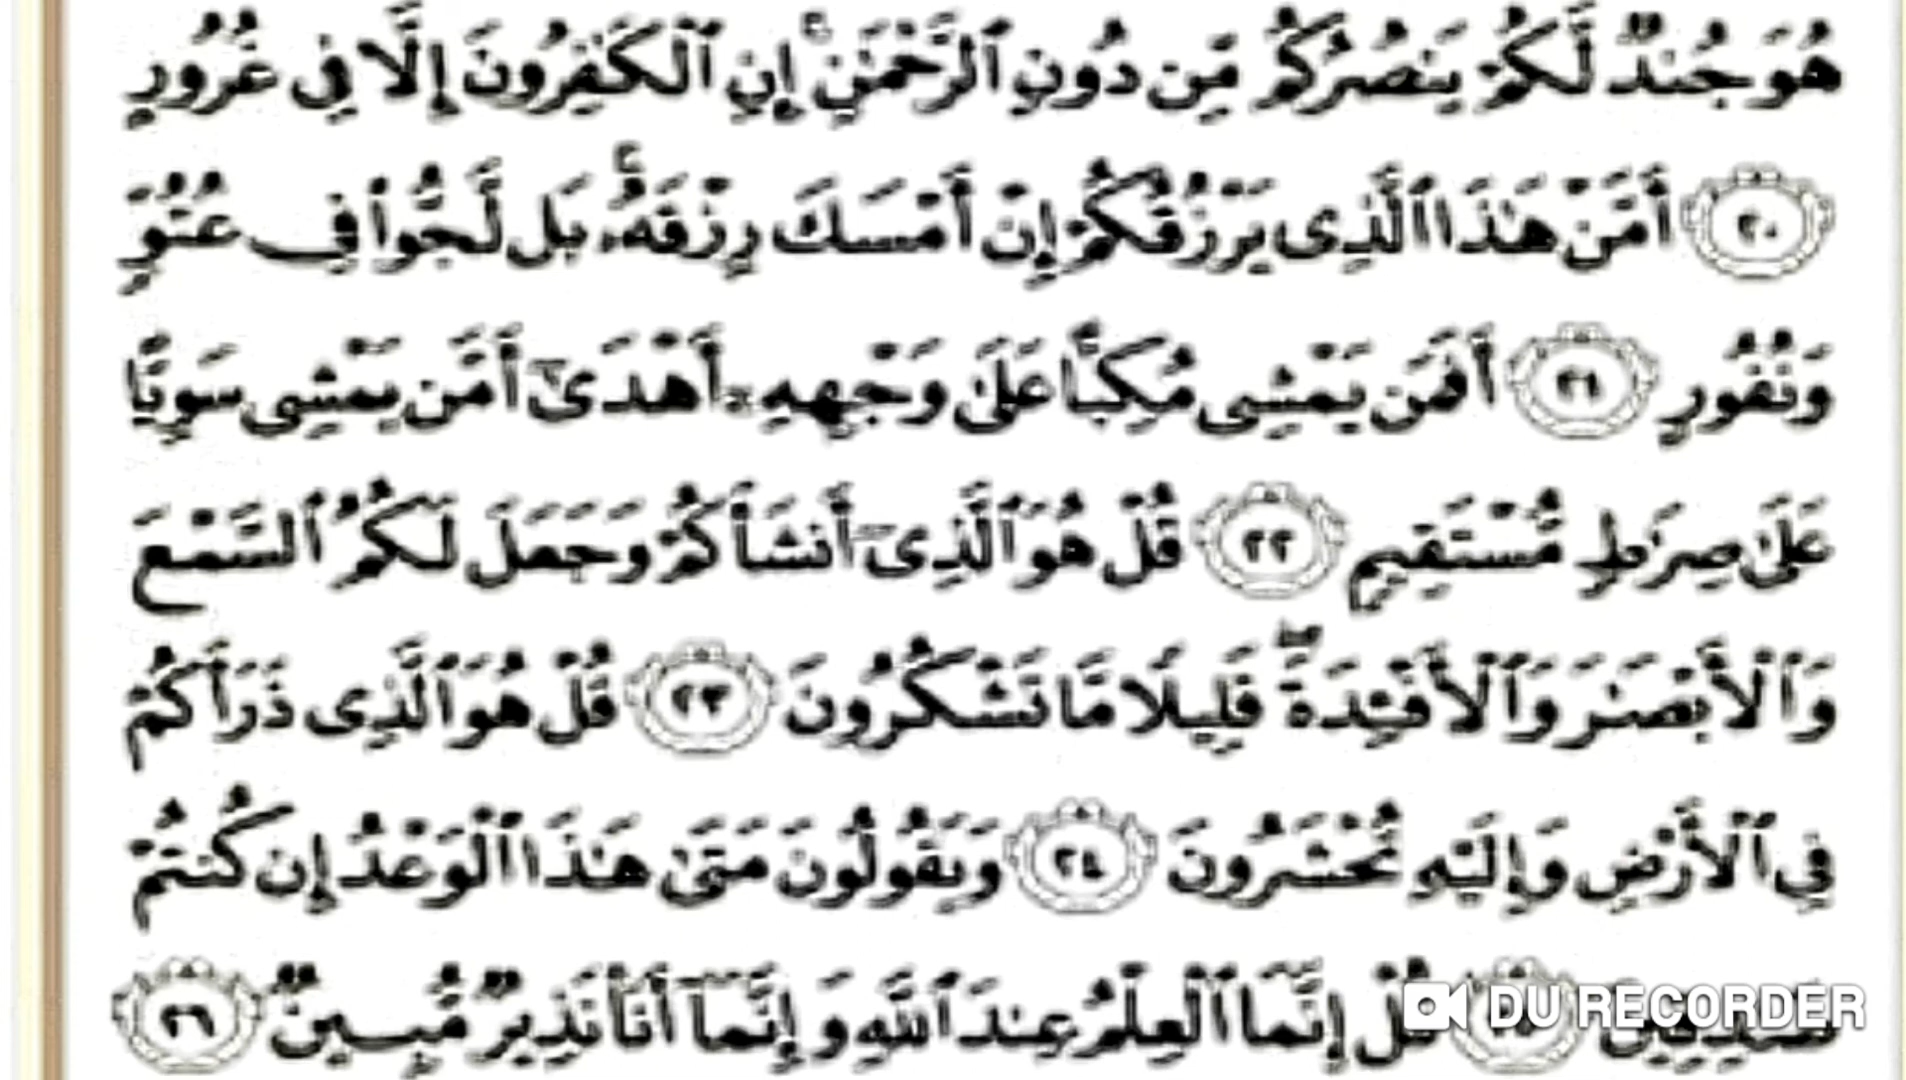 هُوَ جُندٌ لَّكُمْ يَنصُرُكُم مِّن دُونِ ٱلرَّحْمَٰنِ ۚ إِنِ ٱلْكَٰفِرُونَ إِلَّا فِى غُرُورٍ
٢٠ أَمَّنْ هَٰذَا ٱلَّذِى يَرْزُقُكُمْ إِنْ أَمْسَكَ رِزْقَهُۥ ۚ بَل لَّجُّوا۟ فِى عُتُوٍّ
وَنُفُورٍ ٢١ أَفَمَن يَمْشِى مُكِبًّا عَلَىٰ وَجْهِهِۦٓ أَهْدَىٰٓ أَمَّن يَمْشِى سَوِيًّا
عَلَىٰ صِرَٰطٍ مُّسْتَقِيمٍ ٢٢ قُلْ هُوَ ٱلَّذِىٓ أَنشَأَكُمْ وَجَعَلَ لَكُمُ ٱلسَّمْعَ
وَٱلْأَبْصَٰرَ وَٱلْأَفْـِٔدَةَ ۖ قَلِيلًا مَّا تَشْكُرُونَ ٢٣ قُلْ هُوَ ٱلَّذِى ذَرَأَكُمْ
فِى ٱلْأَرْضِ وَإِلَيْهِ تُحْشَرُونَ ٢٤ وَيَقُولُونَ مَتَىٰ هَٰذَا ٱلْوَعْدُ إِن كُنتُمْ
صَٰدِقِينَ ٢٥ قُلْ إِنَّمَا ٱلْعِلْمُ عِندَ ٱللَّهِ وَإِنَّمَآ أَنَا۠ نَذِيرٌ مُّبِينٌ ٢٦
DU RECORDER